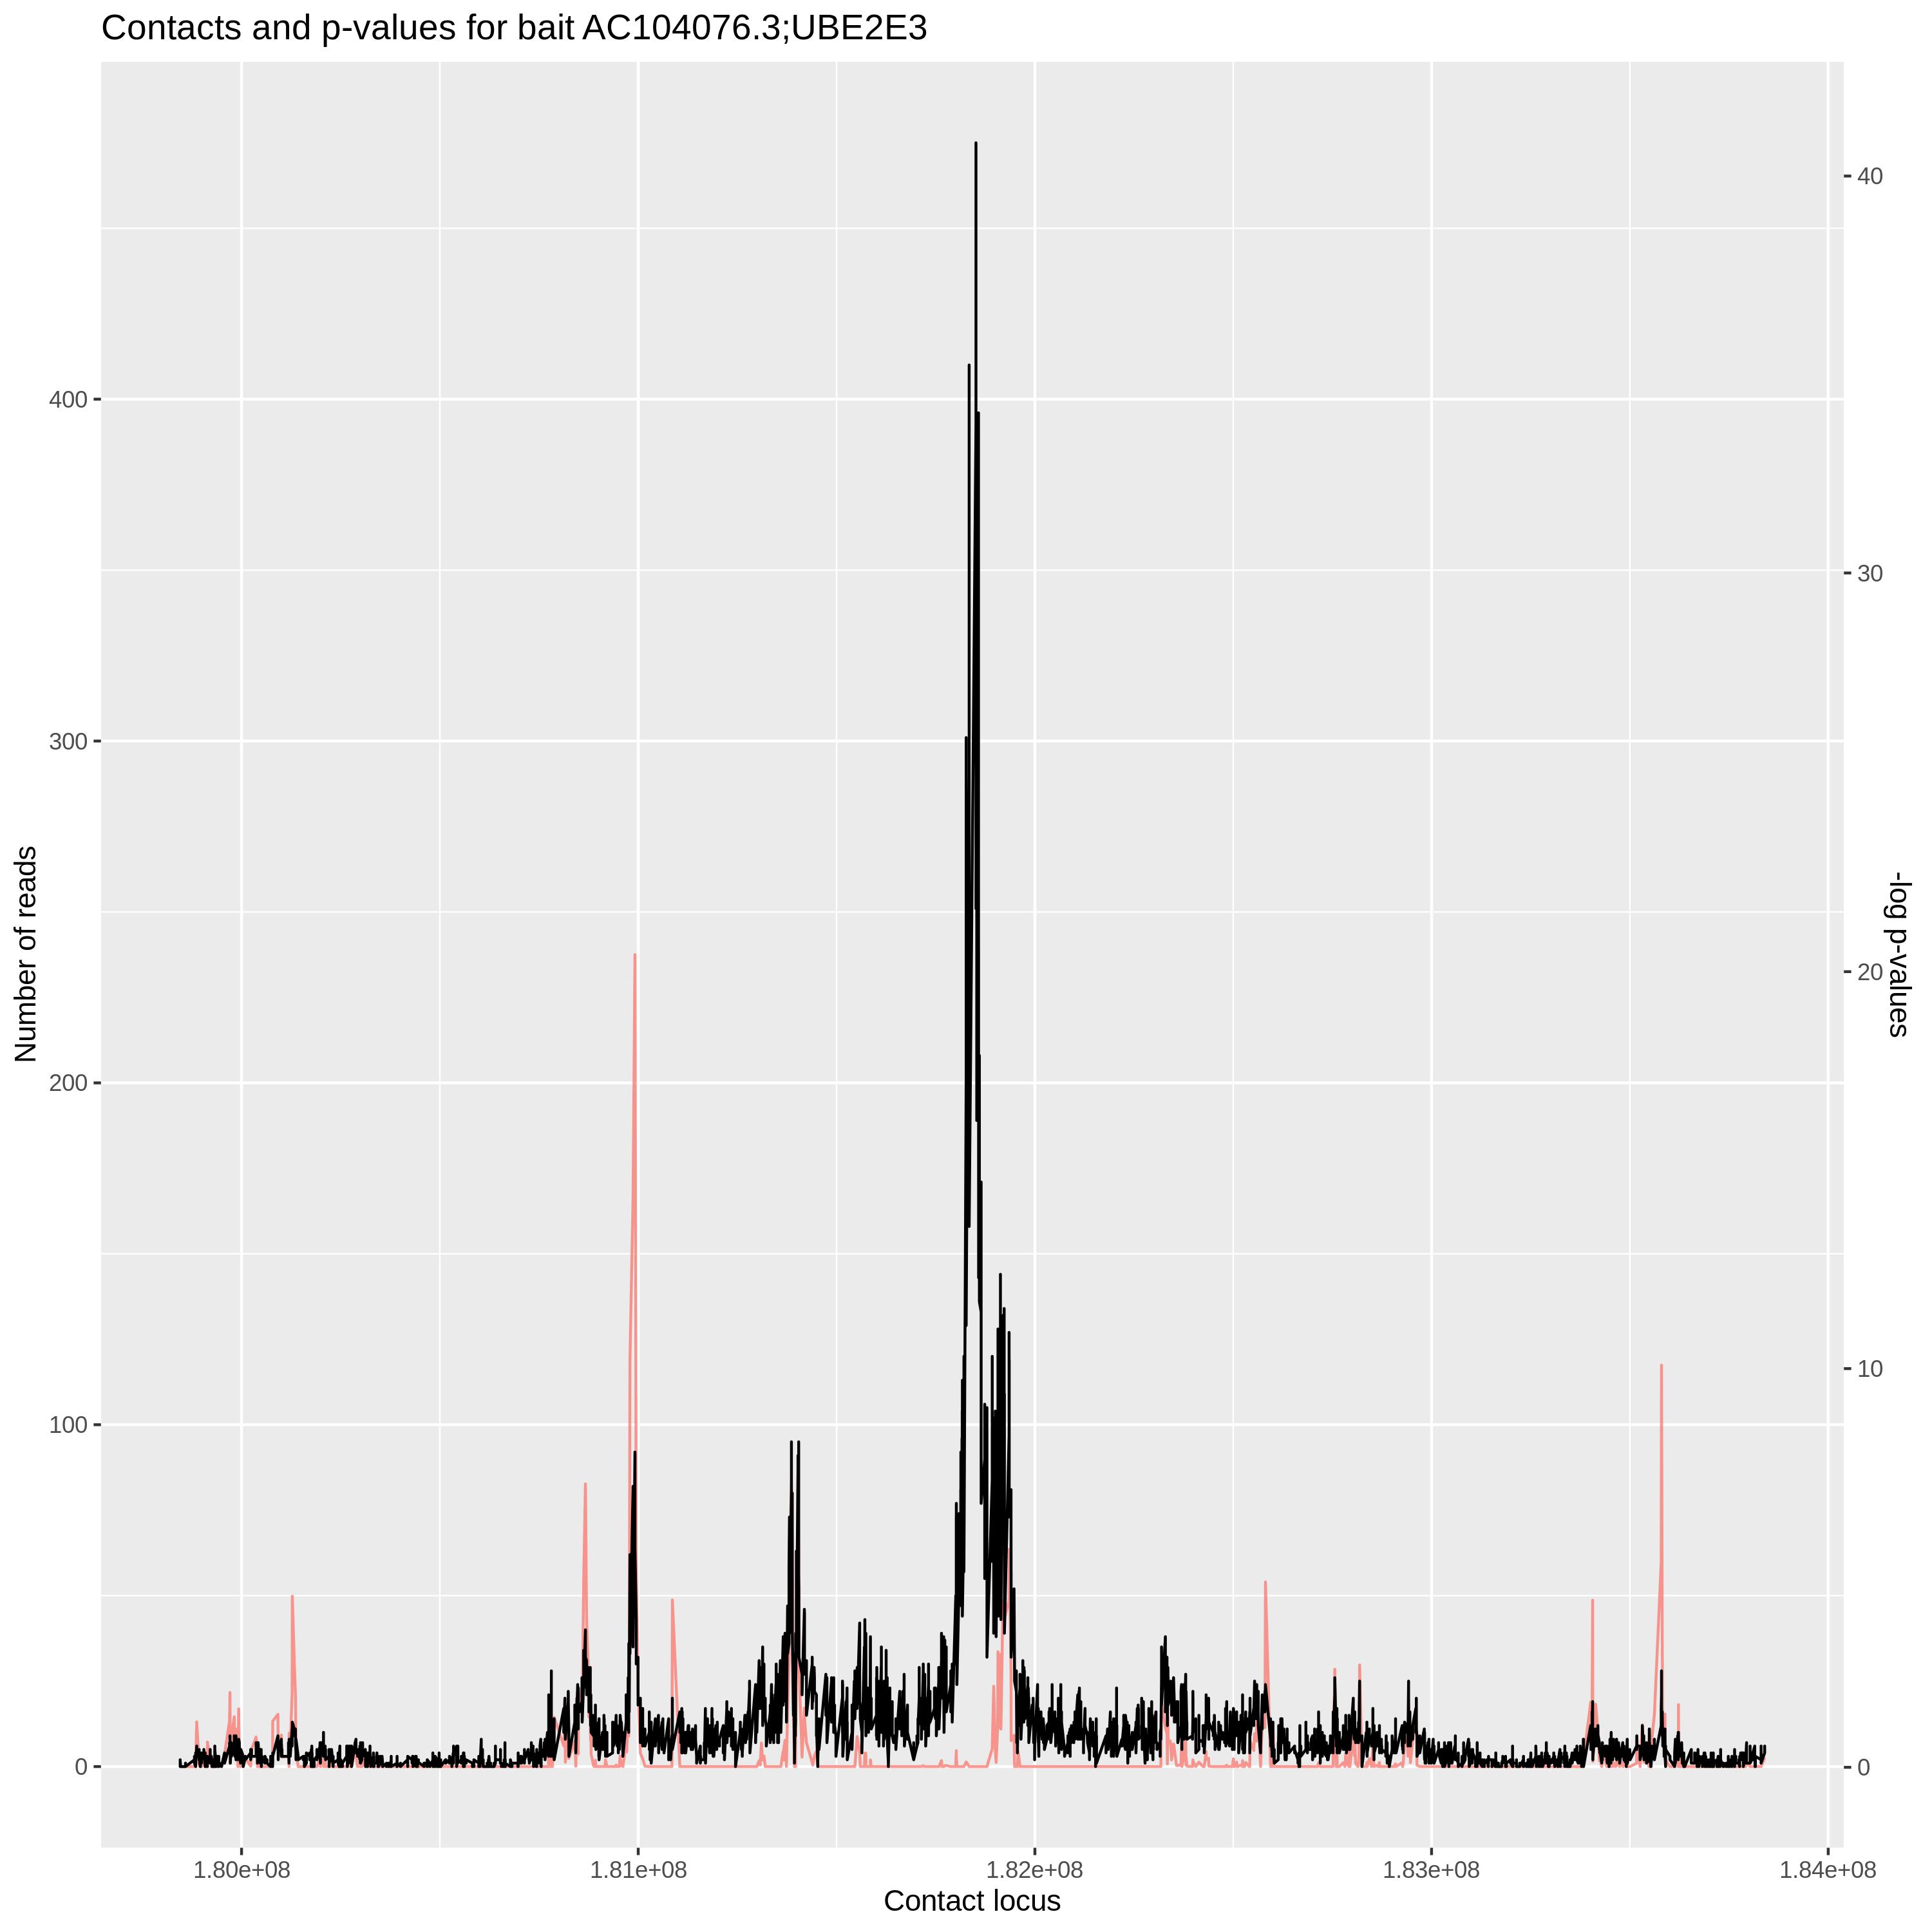 Contacts and p-values for bait AC104076.3;UBE2E3
Number of reads
400
300
200
100
0
40
30
20
10
0
-log p-values
1.80e+08 1.81e+08 1.82e+08 1.83e+08 1.84e+08
Contact locus